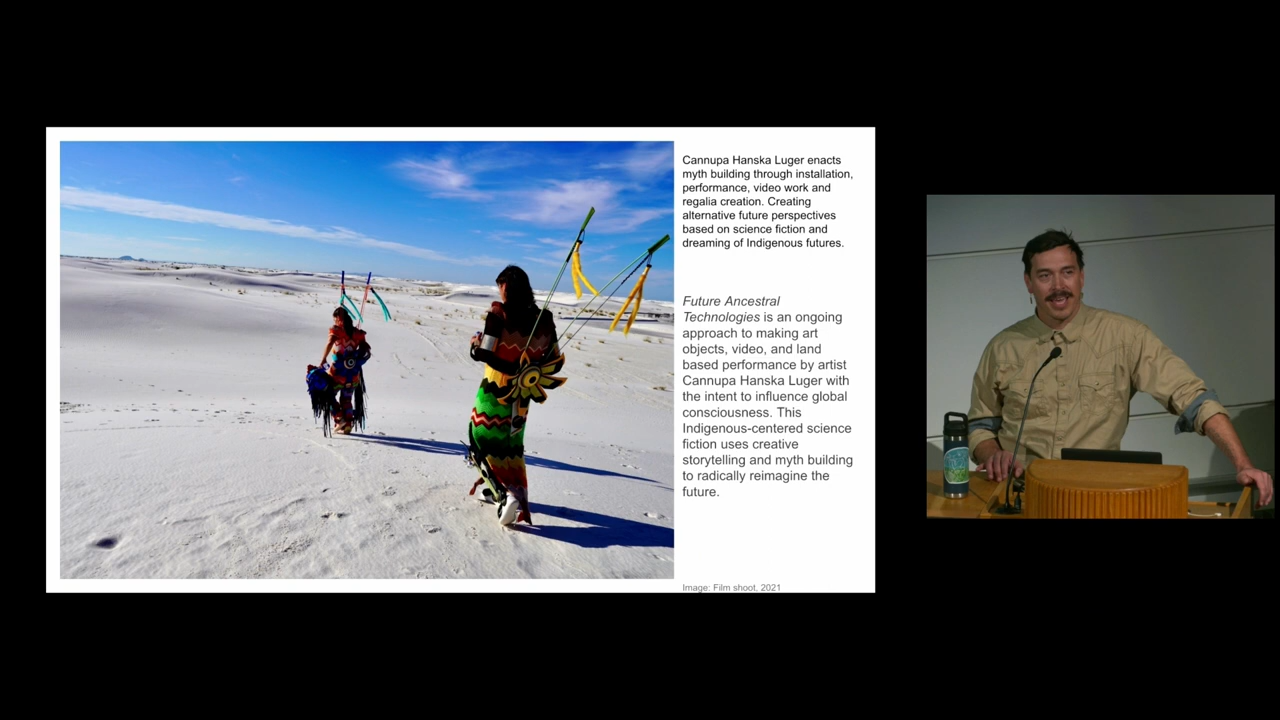 Cannupa Hanska Luger enacts
myth building through installation,
performance, video work and
regalia creation. Creating
alternative future perspectives
based on science fiction and
dreaming of Indigenous futures.
Future Ancestral
Technologies is an ongoing
approach to making art
objects, video, and land
based performance by artist
Cannupa Hanska Luger with
the intent to influence global
consciousness. This
Indigenous-centered science
fiction uses creative
storytelling and myth building
to radically reimagine the
future.
Image: Film shoot, 2021